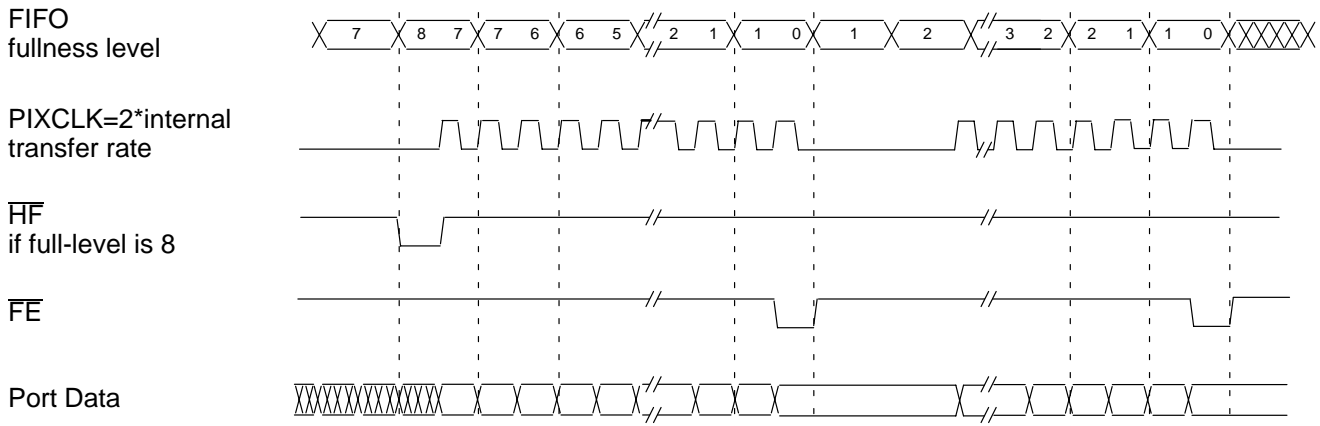 FIFO
fullness level
7 8 7 7 6 6 5 2 1 1 0 1 2 3 2 2 1 1 0
PIXCLK=2*internal
transfer rate
HF
if full-level is 8
FE
Port Data